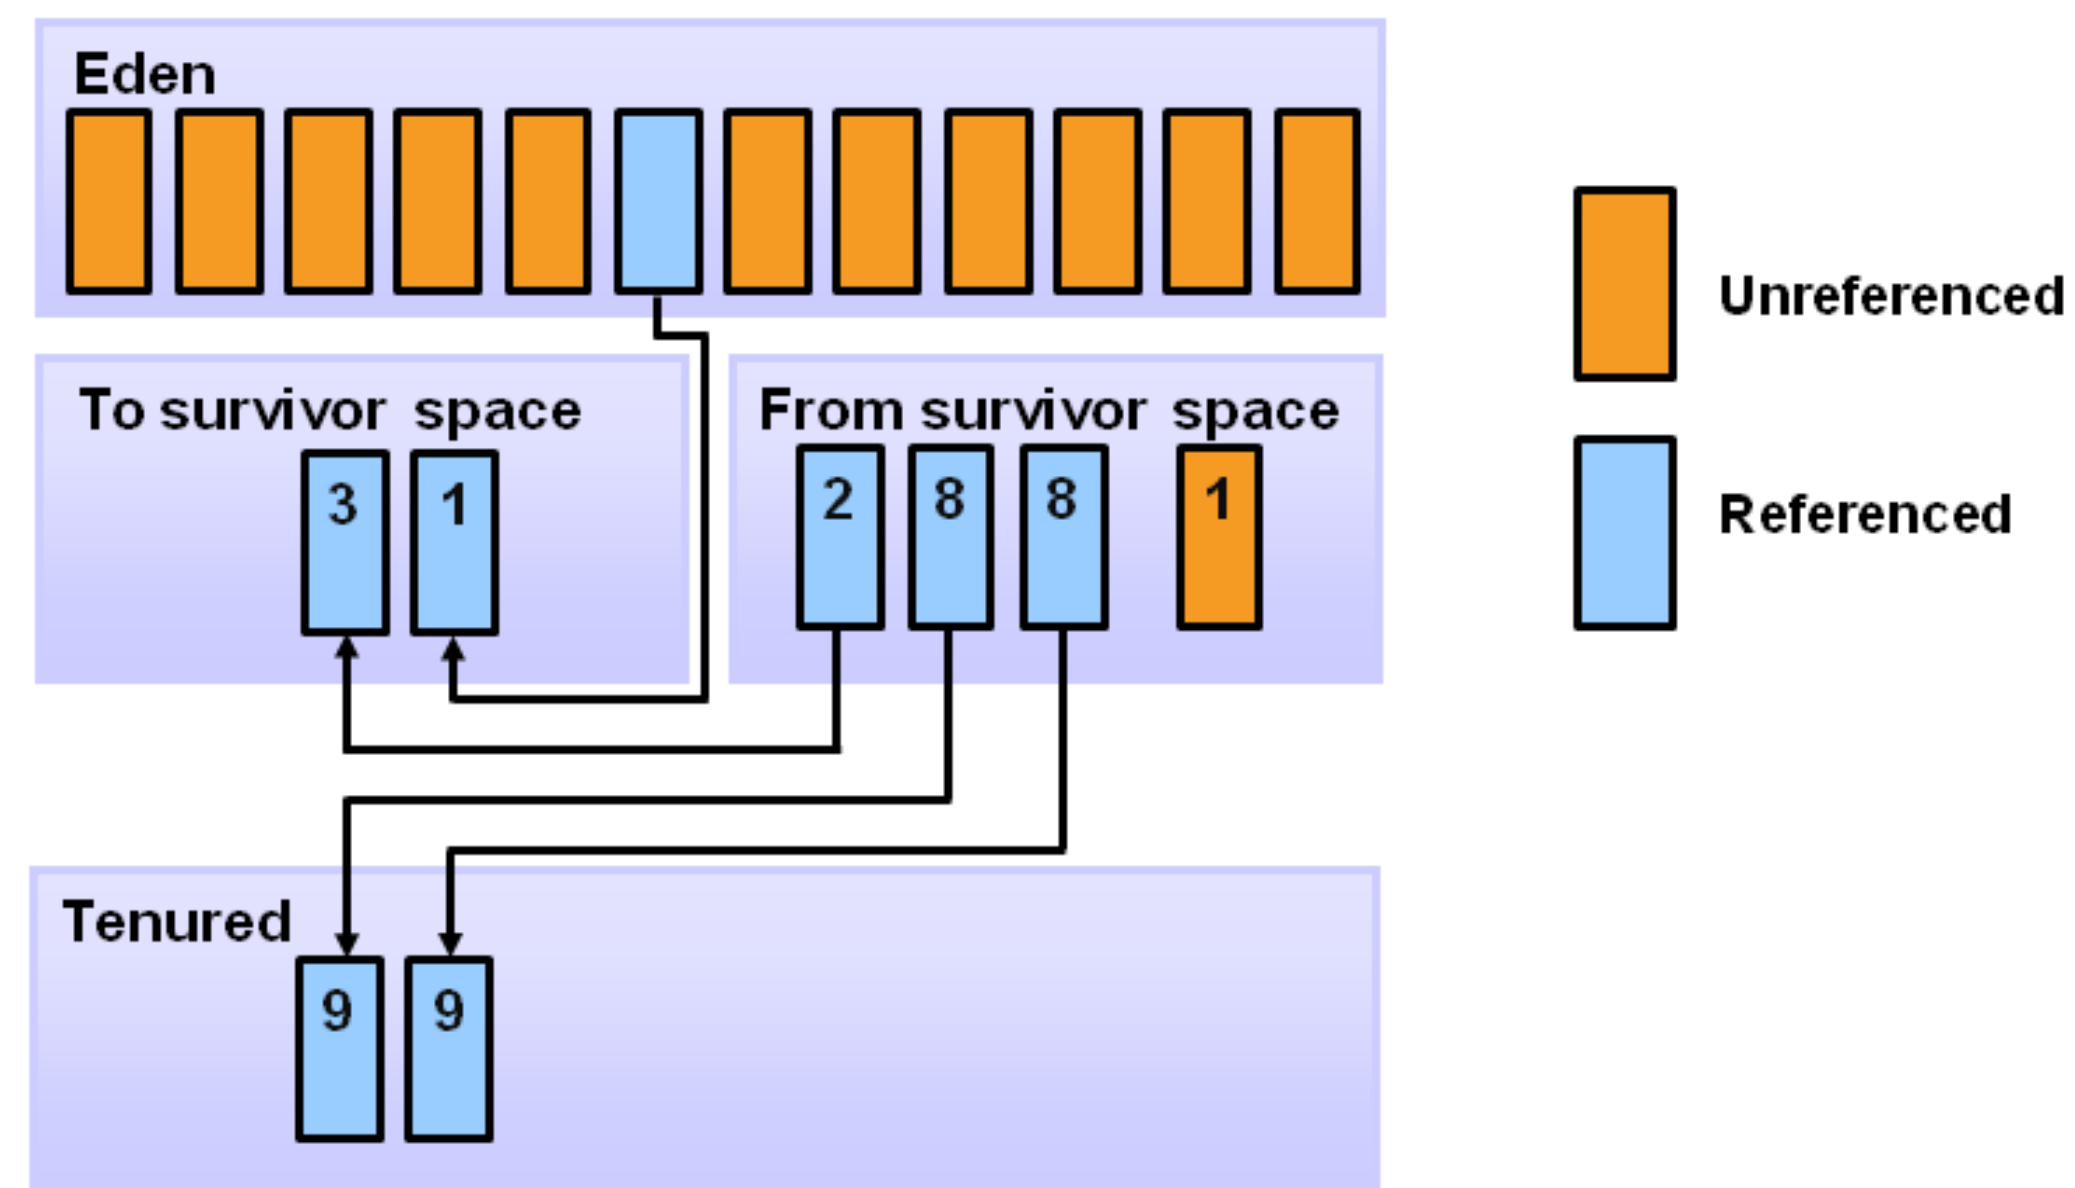 Eden
To survivor space
3 1
From survivor space
2 8 8 1
Tenured
9 9
Unreferenced
Referenced